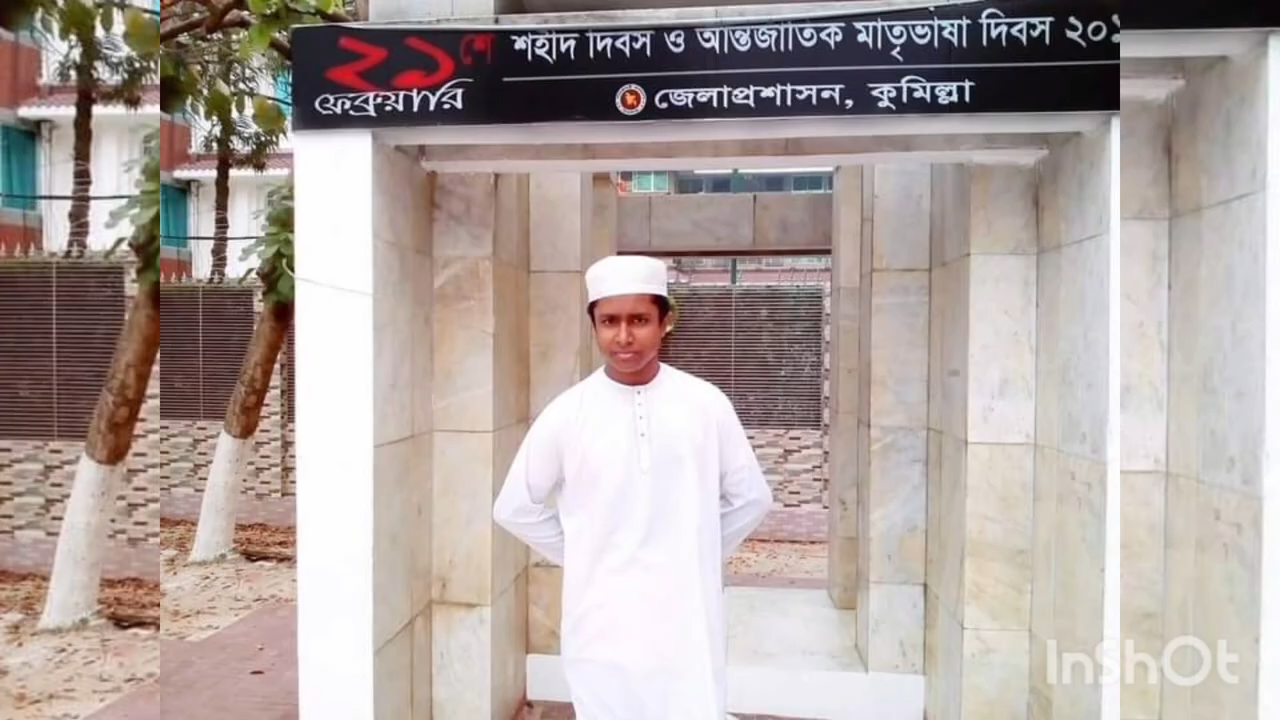 ২১শে
ফেব্রুয়ারি
শহীদ দিবস ও আন্তর্জাতিক মাতৃভাষা দিবস
জেলাপ্রশাসন, কুমিল্লা
InShOt